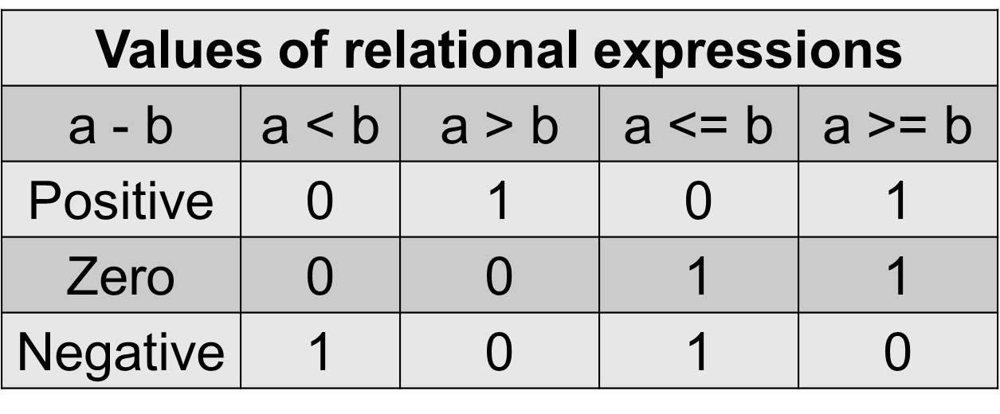 Values of relational expressions
a - b a < b a > b a <= b a >= b
Positive 0 1 0 1
Zero 0 0 1 1
Negative 1 0 1 0